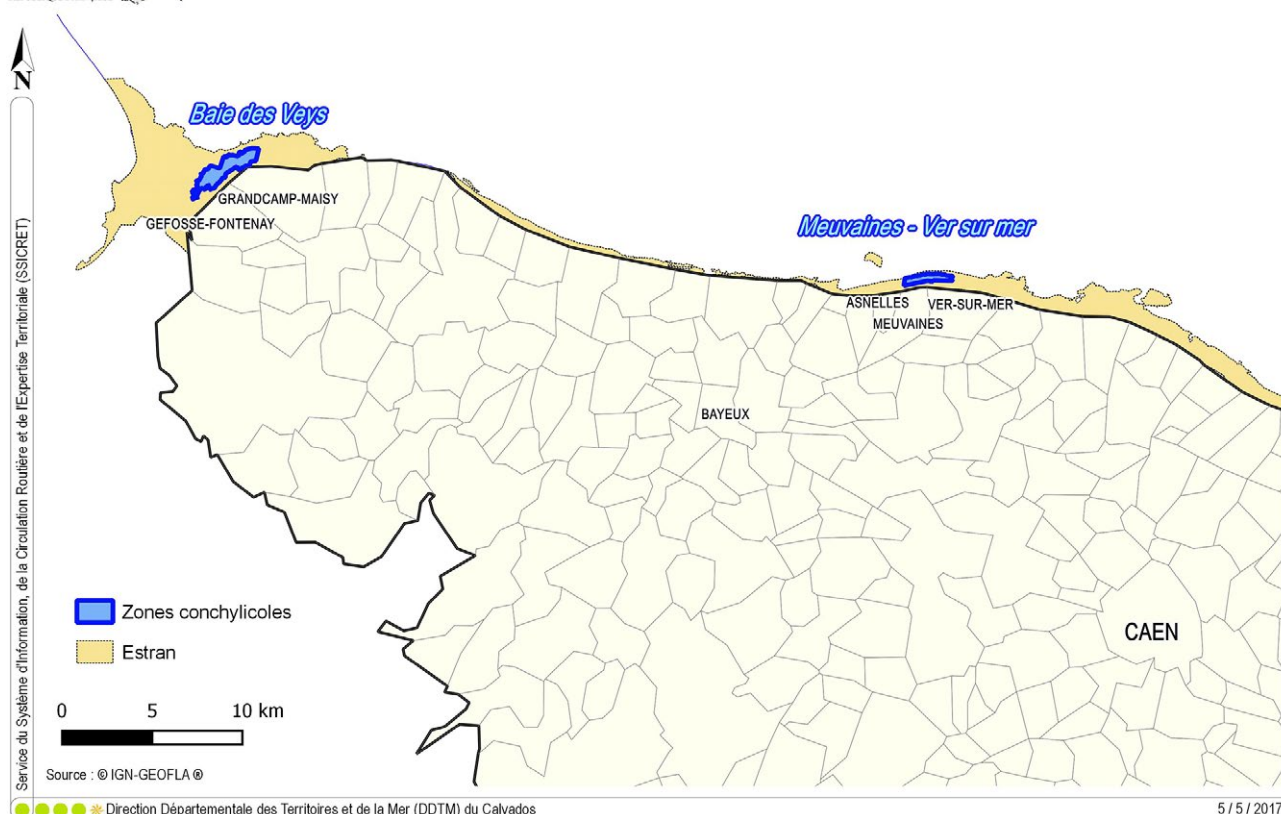 N
Baie des Veys
GRANDCAMP-MAISY
GEFOSSE-FONTENAY
Meuvaines - Ver sur mer
ASNELLES
VER-SUR-MER
MEUVAINES
BAYEUX
CAEN
Zones conchylicoles
Estran
0 5 10 km
Source : © IGN-GEOFLA ®
Service du Système d'Information, de la Circulation Routière et de l'Expertise Territoriale (SSICRET)
Direction Départementale des Territoires et de la Mer (DDTM) du Calvados
5 / 5 / 2017